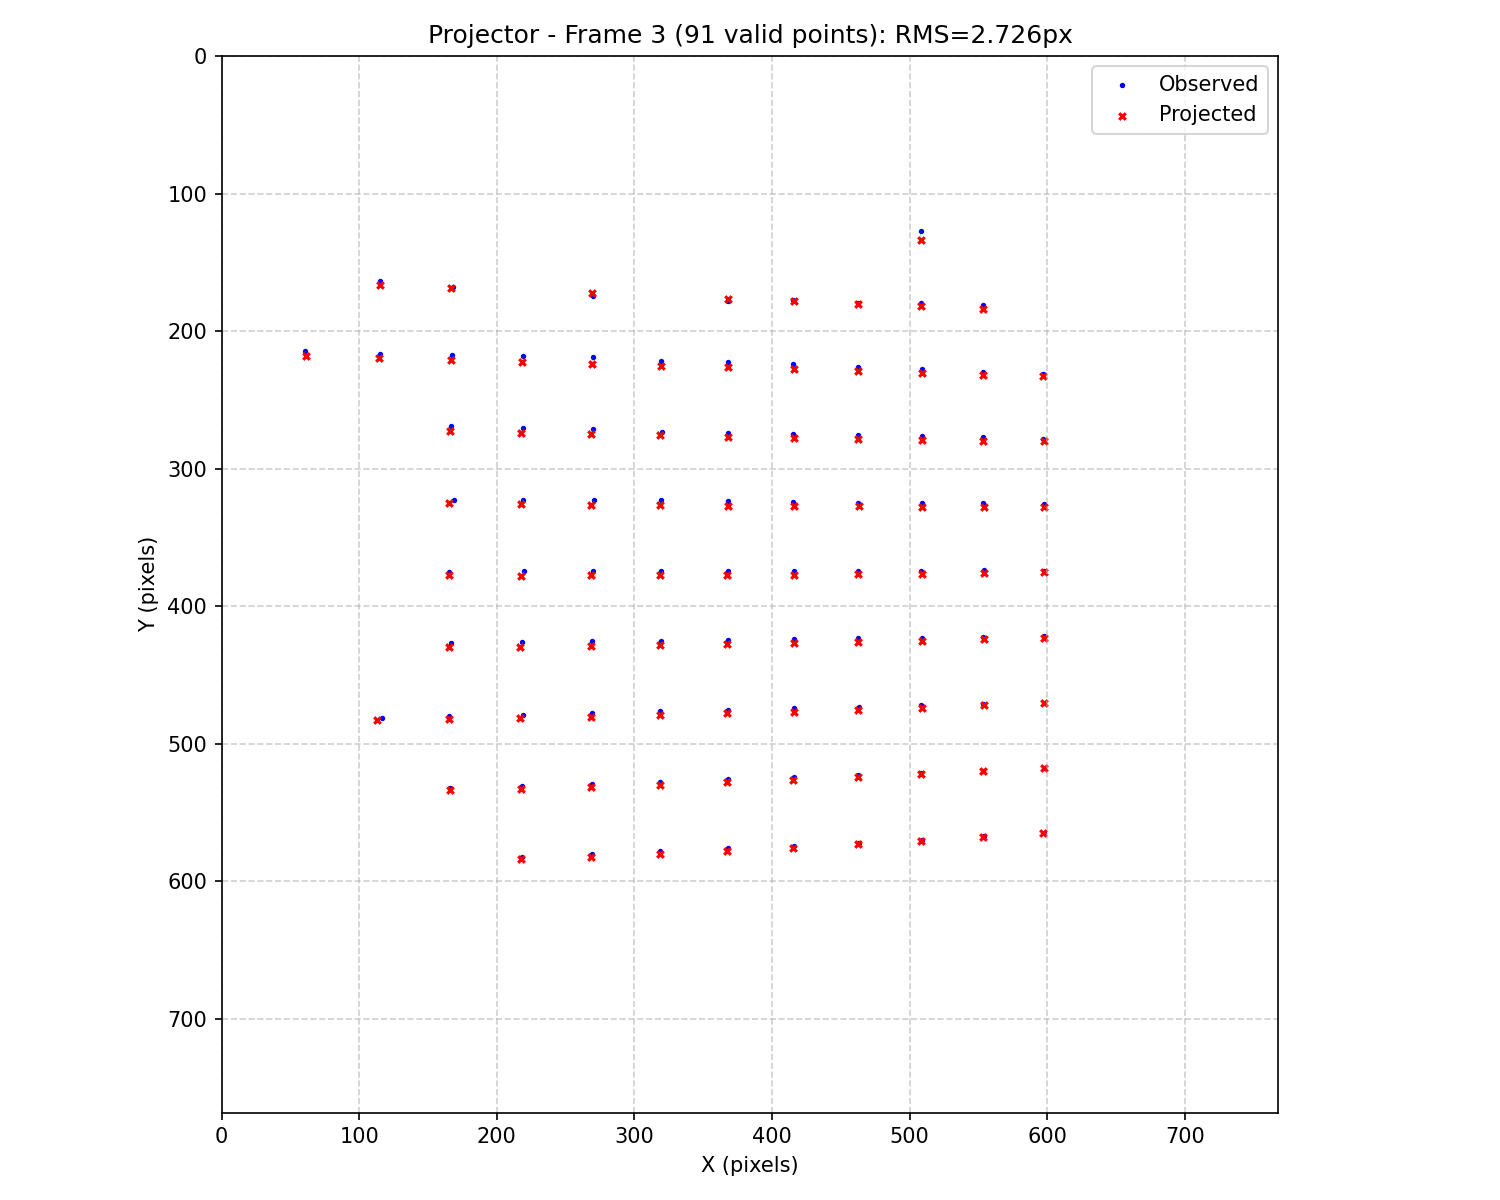 Projector - Frame 3 (91 valid points): RMS=2.726px
Observed
Projected
0
100
200
300
400
500
600
700
Y (pixels)
0 100 200 300 400 500 600 700
X (pixels)